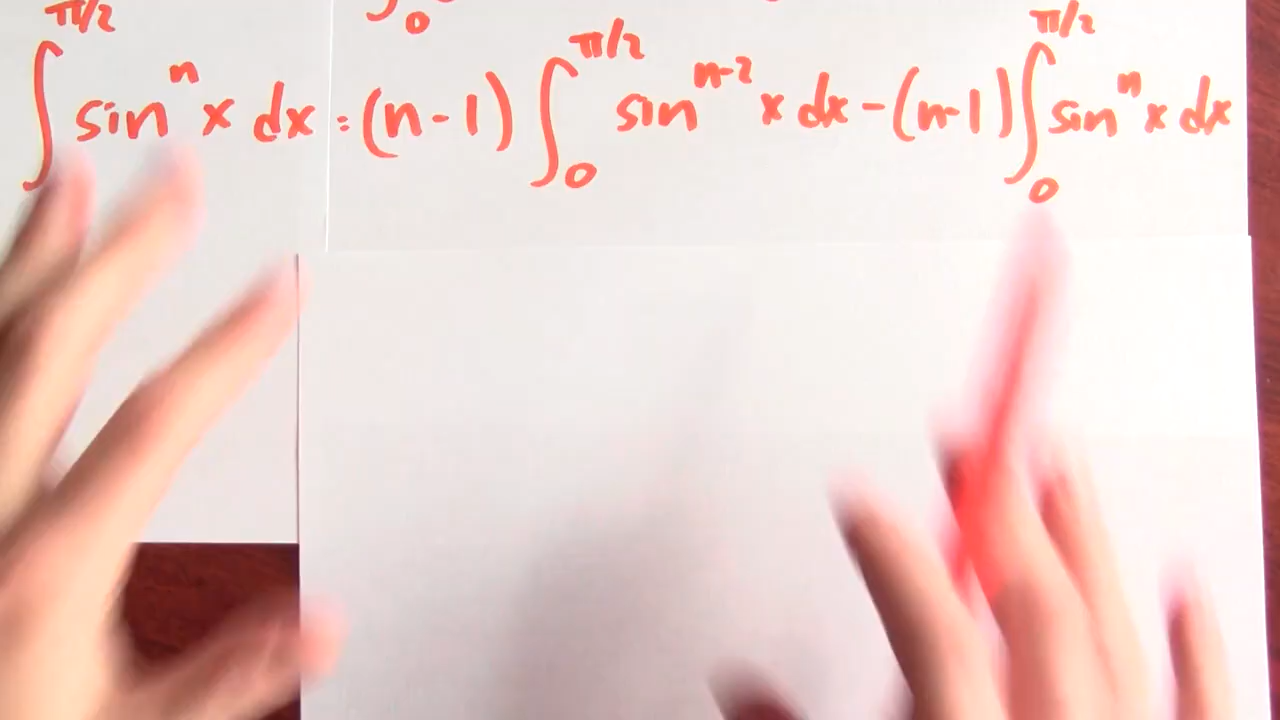 ∫₀
∫^π/2 sinⁿ x dx = (n-1) ∫₀^π/2 sinⁿ⁻² x dx - (n-1) ∫₀^π/2 sinⁿ x dx